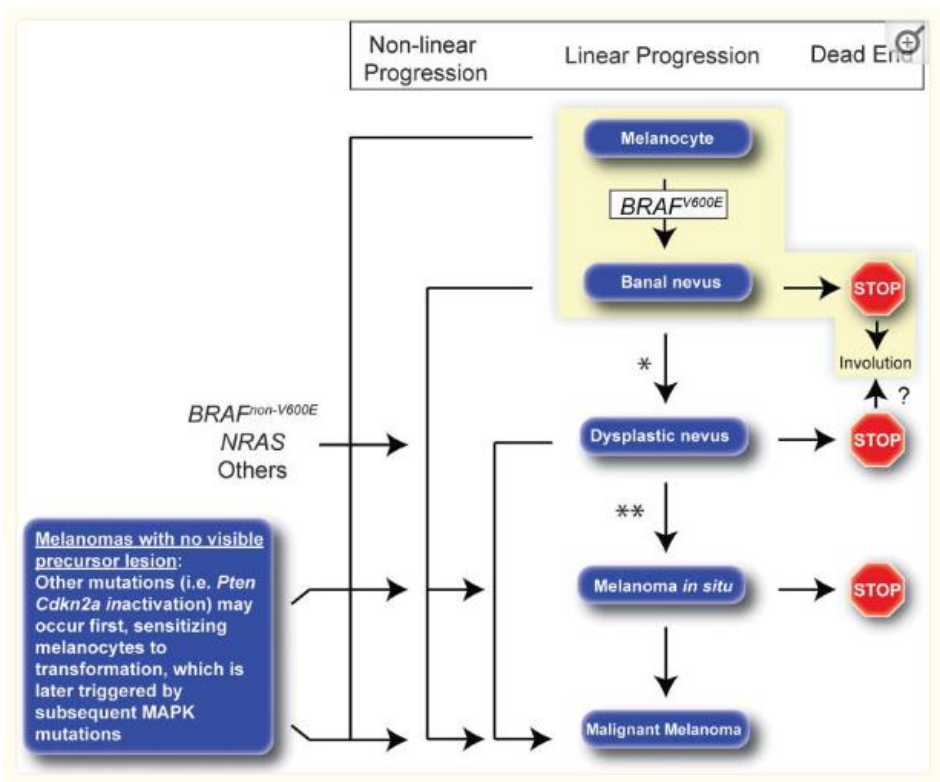 Non-linear
Progression
Linear Progression
Dead End
Melanocyte
BRAFV600E
Banal nevus
STOP
Involution
*
?
BRAFnon-V600E
NRAS
Others
Dysplastic nevus
STOP
**
Melanomas with no visible
precursor lesion:
Other mutations (i.e. Pten
Cdkn2a inactivation) may
occur first, sensitizing
melanocytes to
transformation, which is
later triggered by
subsequent MAPK
mutations
Melanoma in situ
STOP
Malignant Melanoma